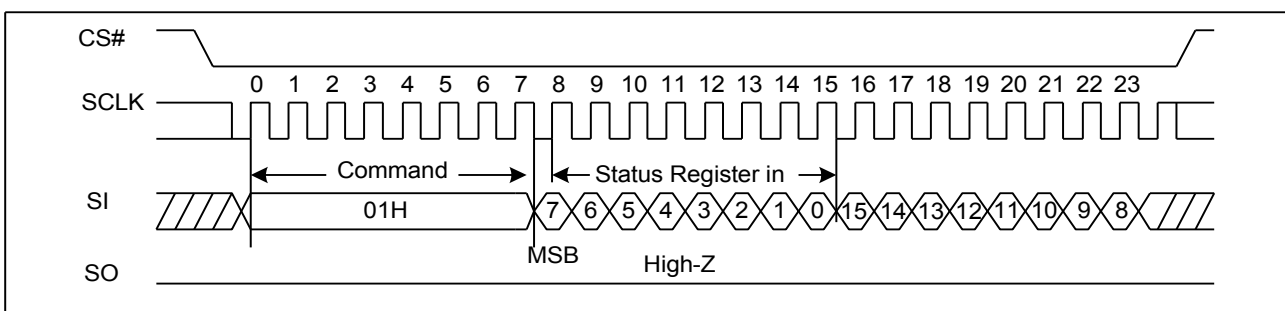 CS#
0 1 2 3 4 5 6 7 8 9 10 11 12 13 14 15 16 17 18 19 20 21 22 23
SCLK
Command Status Register in
SI 01H 7 6 5 4 3 2 1 0 15 14 13 12 11 10 9 8
MSB
SO High-Z